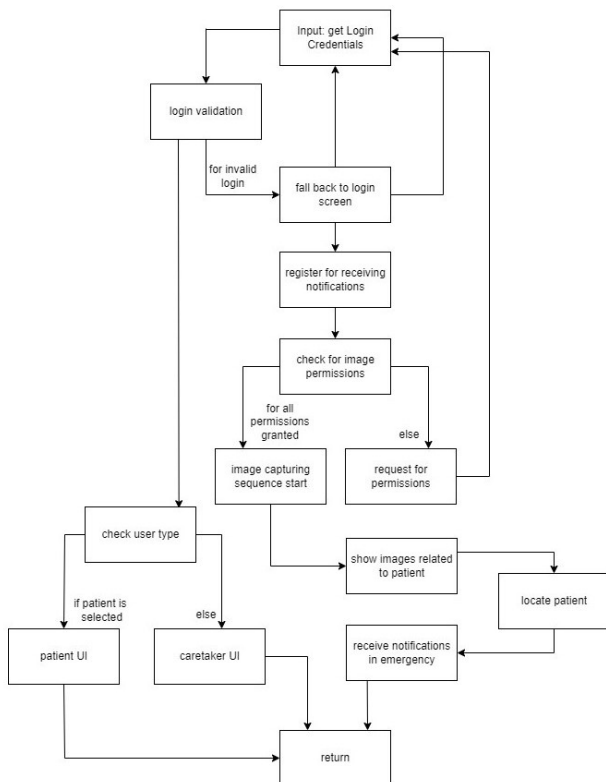 Input: get Login
Credentials
login validation
for invalid
login
fall back to login
screen
register for receiving
notifications
check for image
permissions
for all
permissions
granted
else
image capturing
sequence start
request for
permissions
check user type
show images related
to patient
locate patient
if patient is
selected
else
patient UI
caretaker UI
receive notifications
in emergency
return